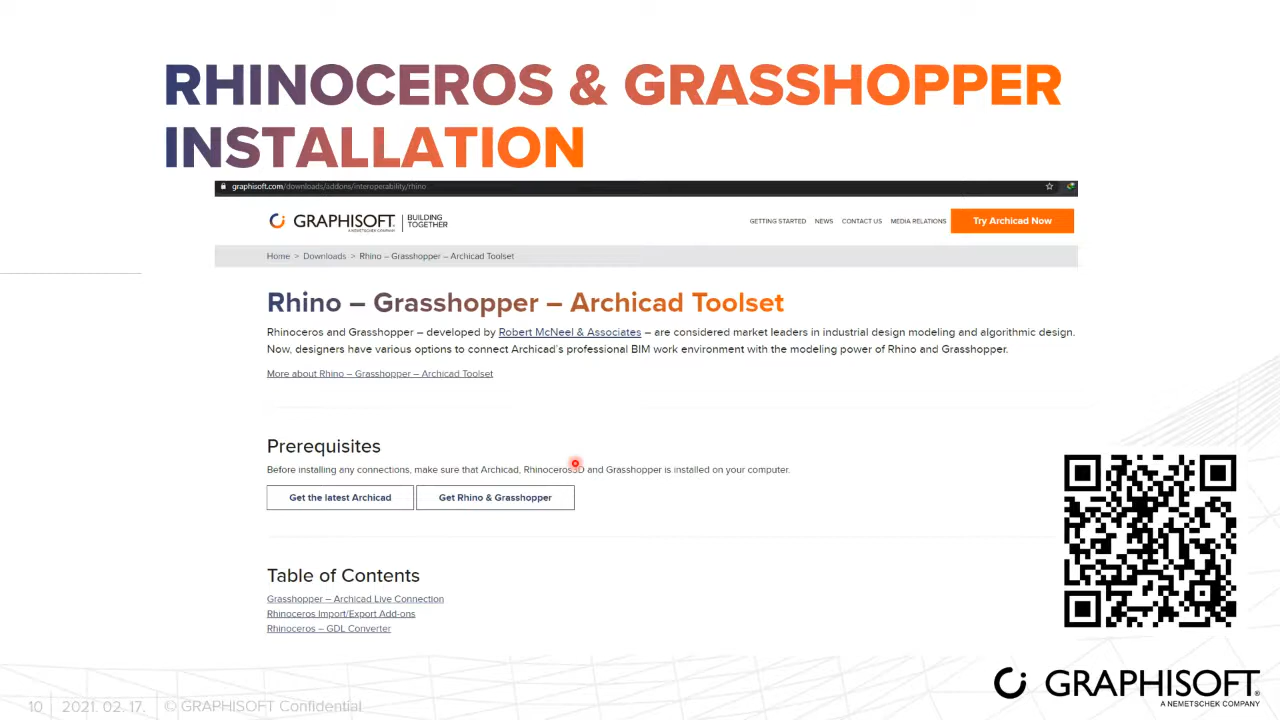 RHINOCEROS & GRASSHOPPER
INSTALLATION
graphisoft.com/downloads/addons/interoperability/rhino
GRAPHISOFT
A NEMETSCHEK COMPANY
BUILDING
TOGETHER
GETTING STARTED NEWS CONTACT US MEDIA RELATIONS Try Archicad Now
Home > Downloads > Rhino – Grasshopper – Archicad Toolset
Rhino – Grasshopper – Archicad Toolset
Rhinoceros and Grasshopper – developed by Robert McNeel & Associates – are considered market leaders in industrial design modeling and algorithmic design.
Now, designers have various options to connect Archicad's professional BIM work environment with the modeling power of Rhino and Grasshopper.
More about Rhino – Grasshopper – Archicad Toolset
Prerequisites
Before installing any connections, make sure that Archicad, Rhinoceros3D and Grasshopper is installed on your computer.
Get the latest Archicad Get Rhino & Grasshopper
Table of Contents
Grasshopper – Archicad Live Connection
Rhinoceros Import/Export Add-ons
Rhinoceros – GDL Converter
GRAPHISOFT®
A NEMETSCHEK COMPANY
10 2021. 02. 17. © GRAPHISOFT Confidential